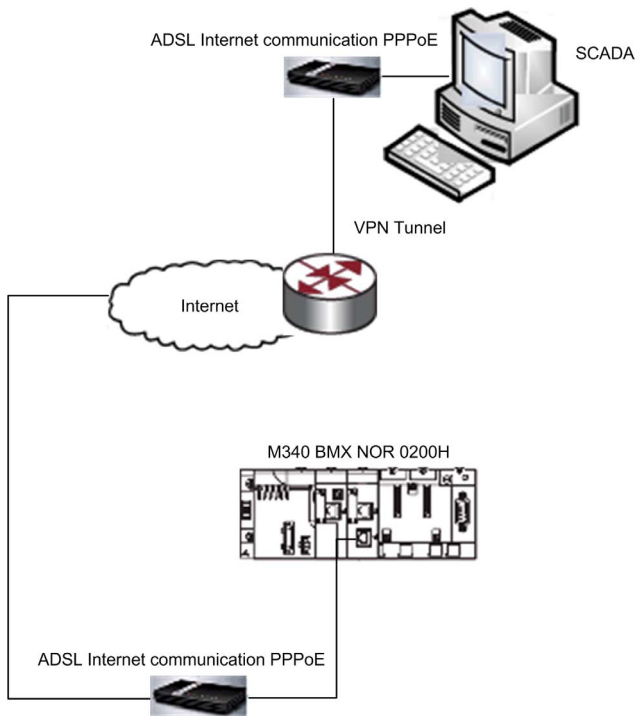 ADSL Internet communication PPPoE
SCADA
VPN Tunnel
Internet
M340 BMX NOR 0200H
ADSL Internet communication PPPoE